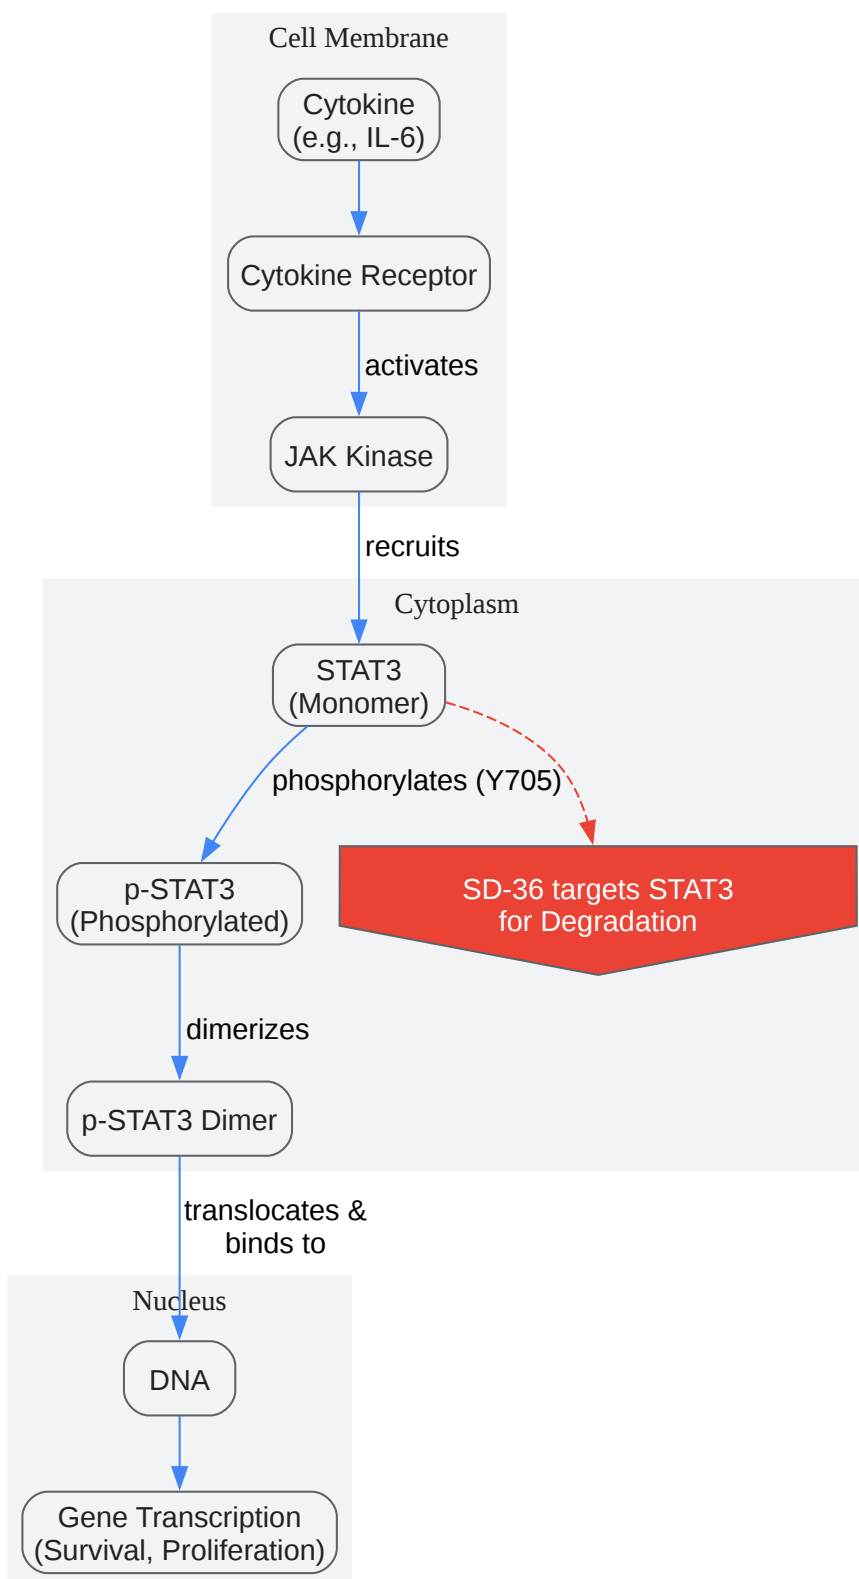 Cell Membrane
Cytokine
(e.g., IL-6)
Cytokine Receptor
activates
JAK Kinase
recruits
Cytoplasm
STAT3
(Monomer)
phosphorylates (Y705)
p-STAT3
(Phosphorylated)
SD-36 targets STAT3
for Degradation
dimerizes
p-STAT3 Dimer
translocates &
binds to
Nucleus
DNA
Gene Transcription
(Survival, Proliferation)